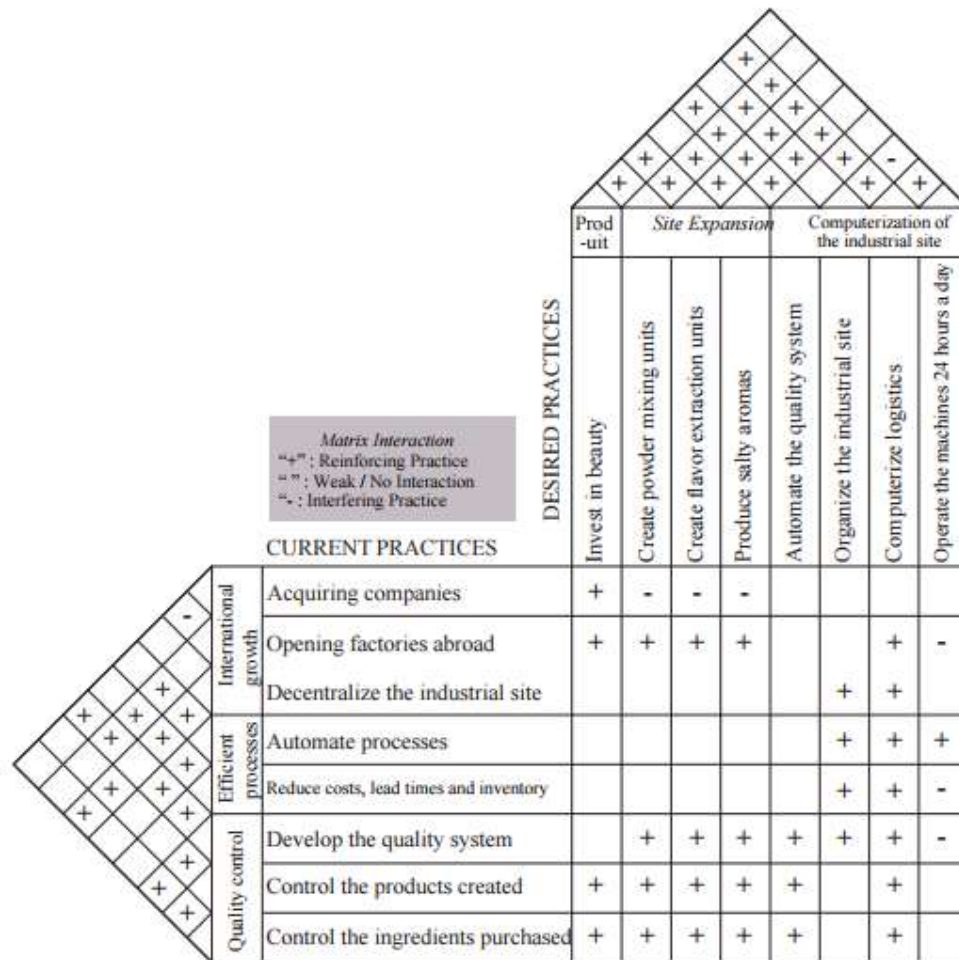 +
+
+ + +
+ + +
+ + + + + -
+ + + + + +
Prod
-uit
Site Expansion
Computerization of
the industrial site
DESIRED PRACTICES
Invest in beauty
Create powder mixing units
Create flavor extraction units
Produce salty aromas
Automate the quality system
Organize the industrial site
Computerize logistics
Operate the machines 24 hours a day
Matrix Interaction
“+” : Reinforcing Practice
“ ” : Weak / No Interaction
“- : Interfering Practice
CURRENT PRACTICES
-
+
+ + +
+ +
+
+ +
+ +
+
+
+
International
growth
Acquiring companies + - - -
Opening factories abroad + + + + + -
Decentralize the industrial site + +
Efficient
processes
Automate processes + + +
Reduce costs, lead times and inventory + + -
Quality control
Develop the quality system + + + + + + -
Control the products created + + + + + +
Control the ingredients purchased + + + + + +